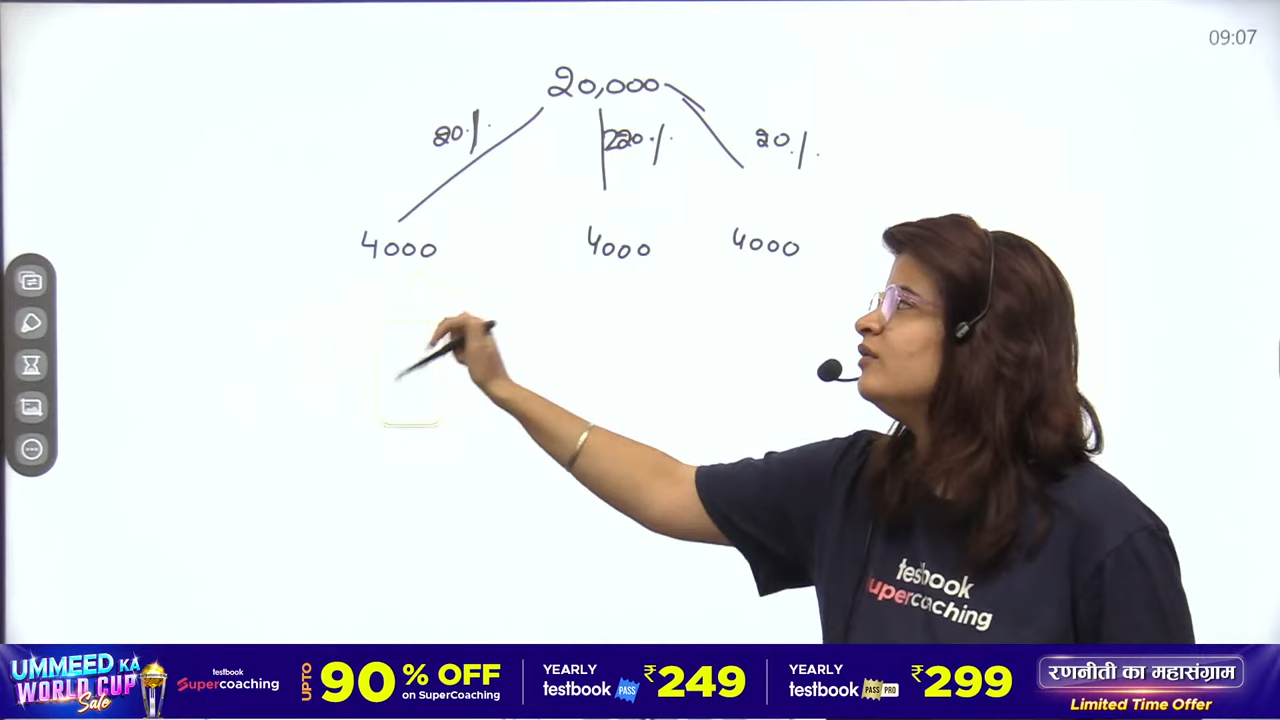 09:07
20,000
20% 220% 20%
4000 4000 4000
testbook
supercoaching
UMMEED KA
WORLD CUP
Sale
testbook
Supercoaching
UPTO 90% OFF
on SuperCoaching
YEARLY
testbook PASS
₹249
YEARLY
testbook PASS PRO
₹299
रणनीती का महासंग्राम
Limited Time Offer